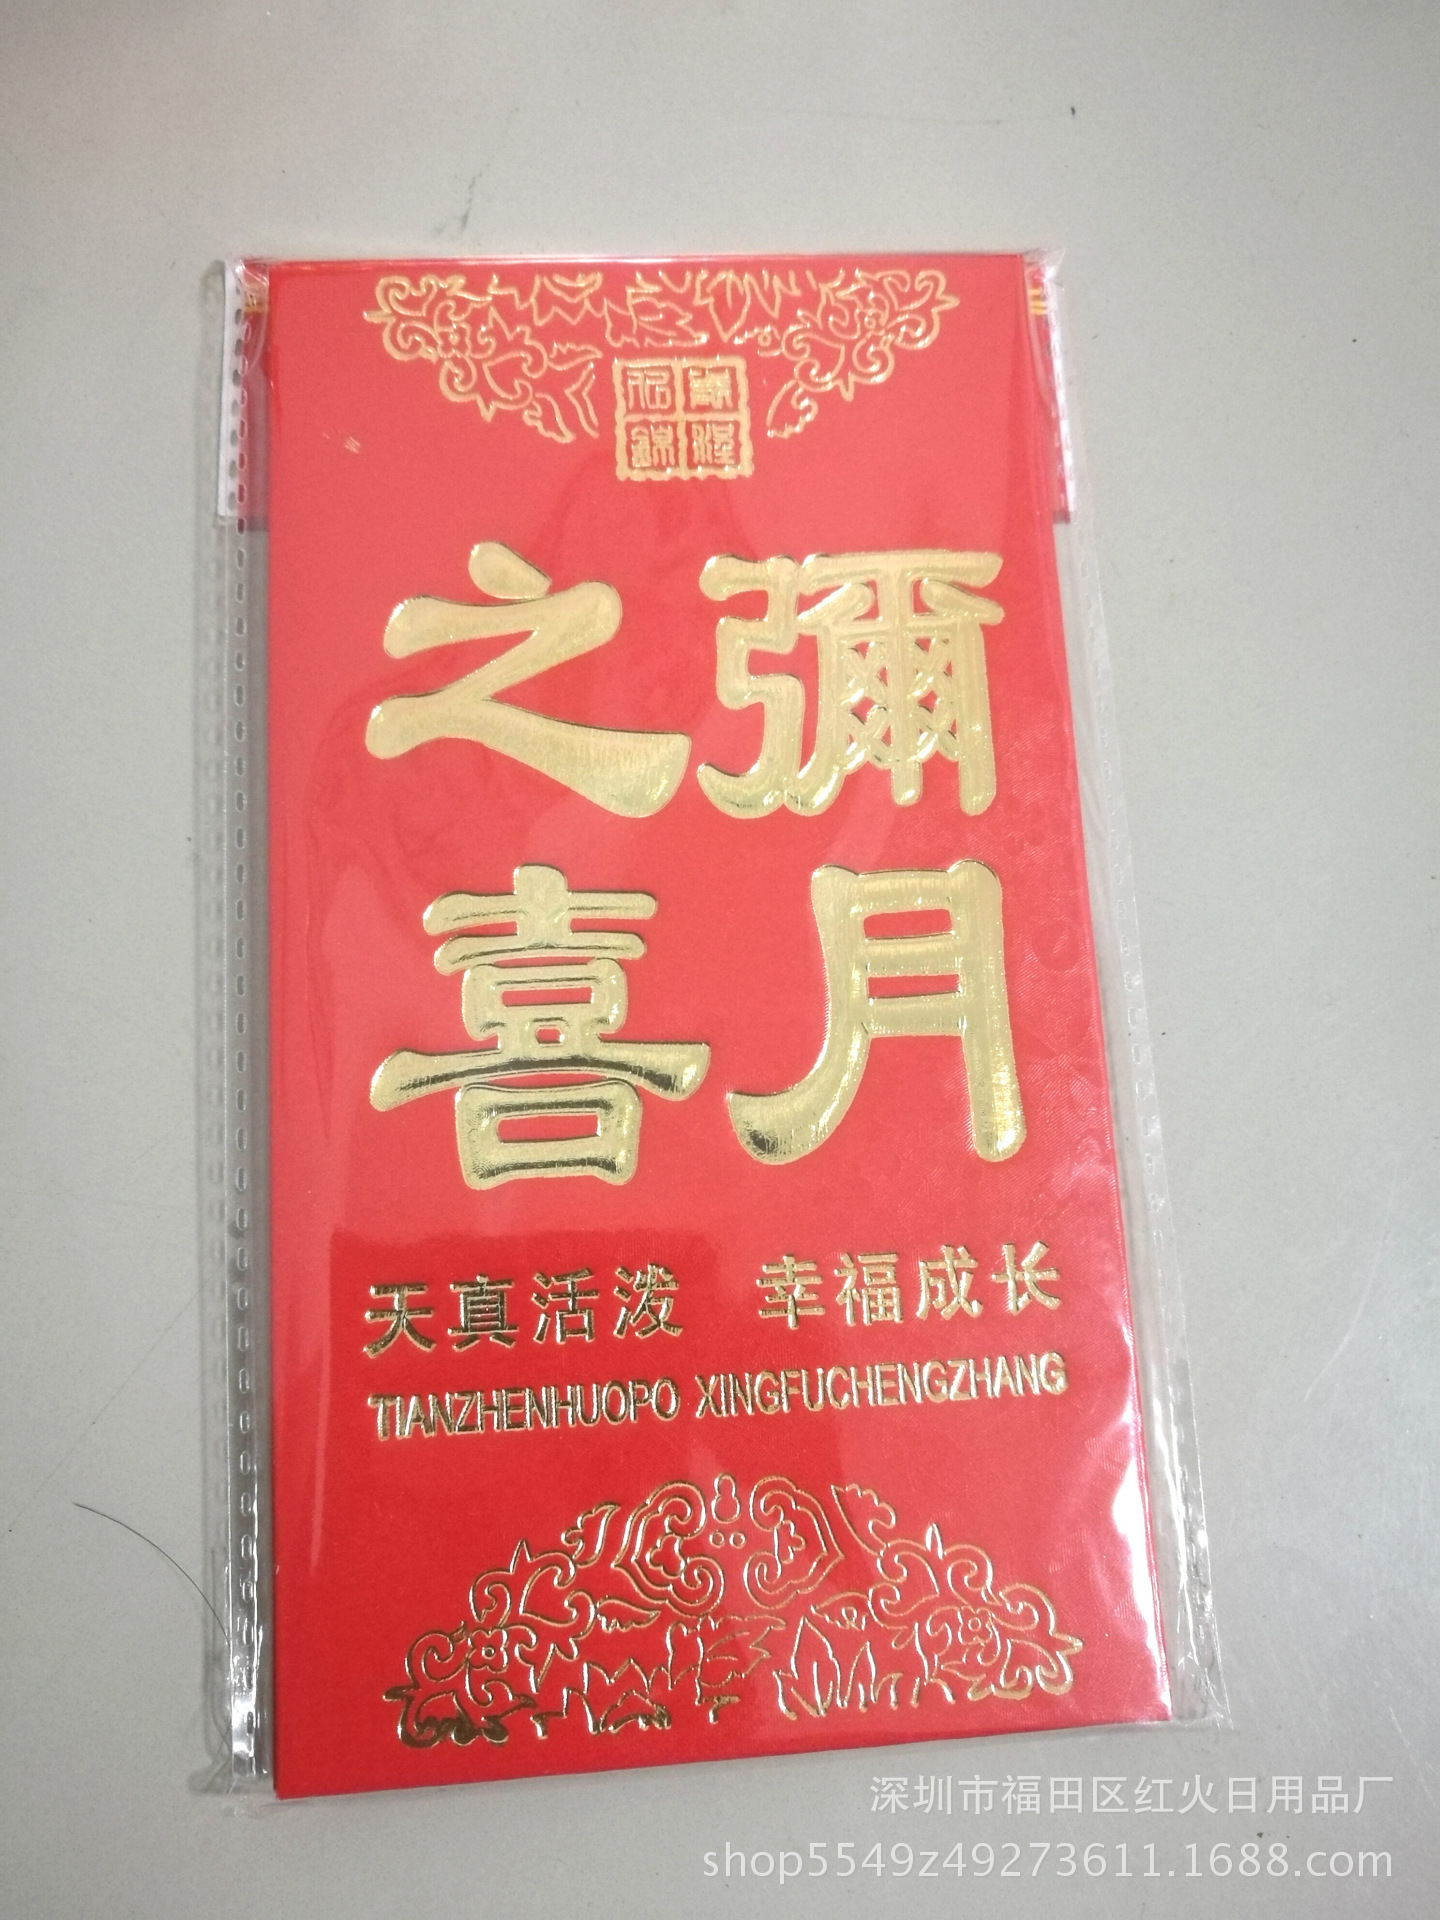 彌月
之喜
天真活泼 幸福成长
TIANZHENHUOPO XINGFUCHENGZHANG
深圳市福田区红火日用品厂
shop5549z49273611.1688.com